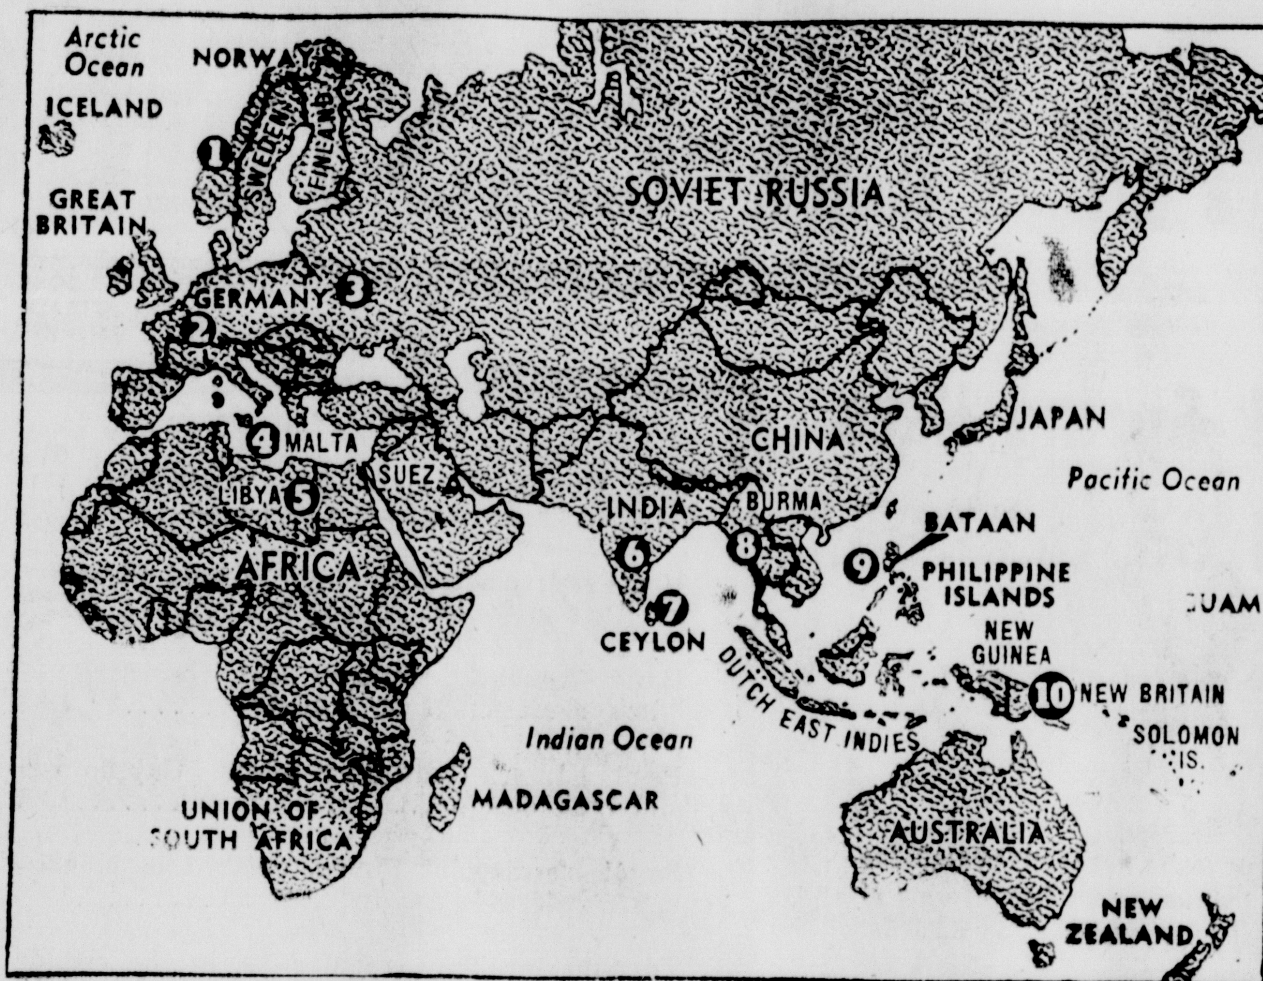 Arctic
Ocean
NORWAY
ICELAND
SWEDEN
FINLAND
1
GREAT
BRITAIN
SOVIET RUSSIA
GERMANY
3
2
4
MALTA
SUEZ
LIBYA
5
AFRICA
CHINA
JAPAN
Pacific Ocean
INDIA
BURMA
6
8
BATAAN
9
PHILIPPINE
ISLANDS
7
CEYLON
DUTCH EAST INDIES
NEW
GUINEA
10
NEW BRITAIN
SOLOMON
IS.
Indian Ocean
MADAGASCAR
UNION OF
SOUTH AFRICA
AUSTRALIA
NEW
ZEALAND